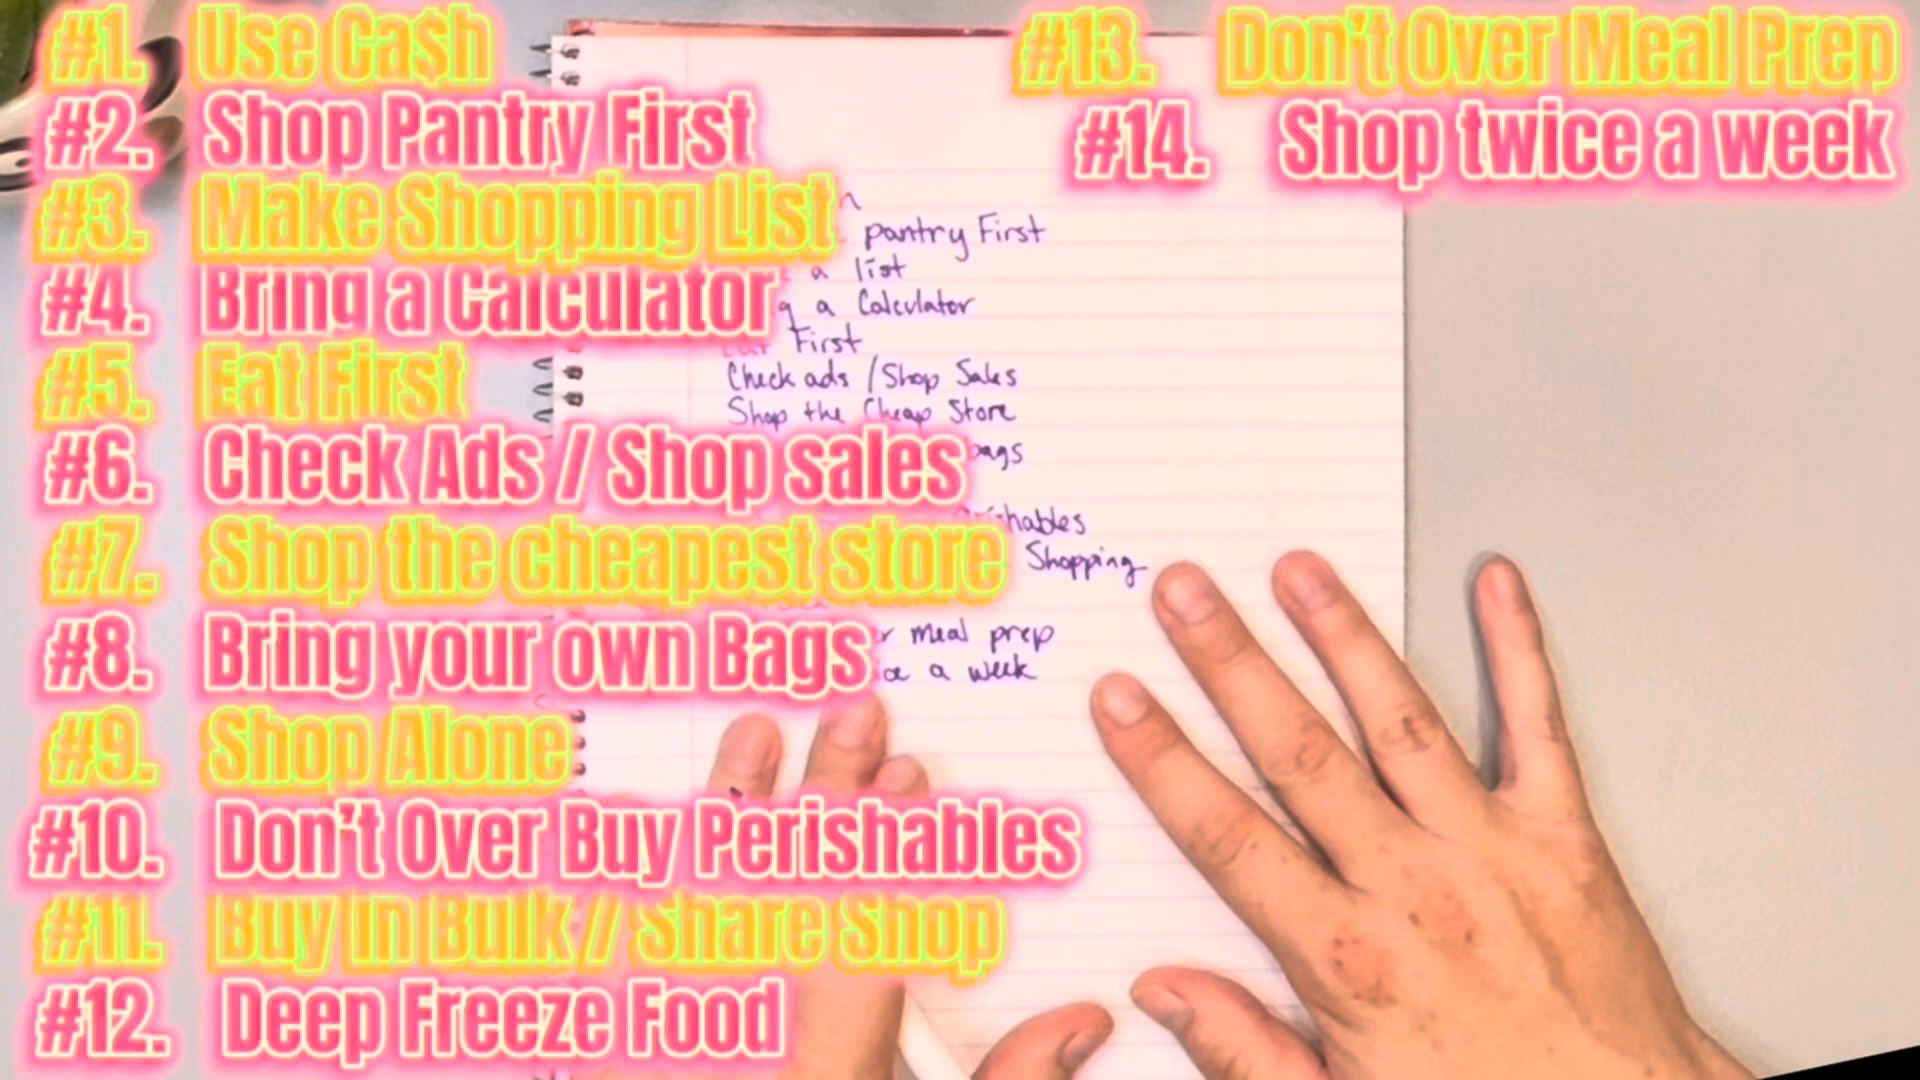 #1. Use Ca$h
#2. Shop Pantry First
#3. Make Shopping List
#4. Bring a Calculator
#5. Eat First
#6. Check Ads / Shop sales
#7. Shop the cheapest store
#8. Bring your own Bags
#9. Shop Alone
#10. Don't Over Buy Perishables
#11. Buy in Bulk / Share Shop
#12. Deep Freeze Food
#13. Don't Over Meal Prep
#14. Shop twice a week
pantry First
a list
a Calculator
First
Check ads / Shop Sales
Shop the Cheap Store
bags
Shopping
meal prep
a week